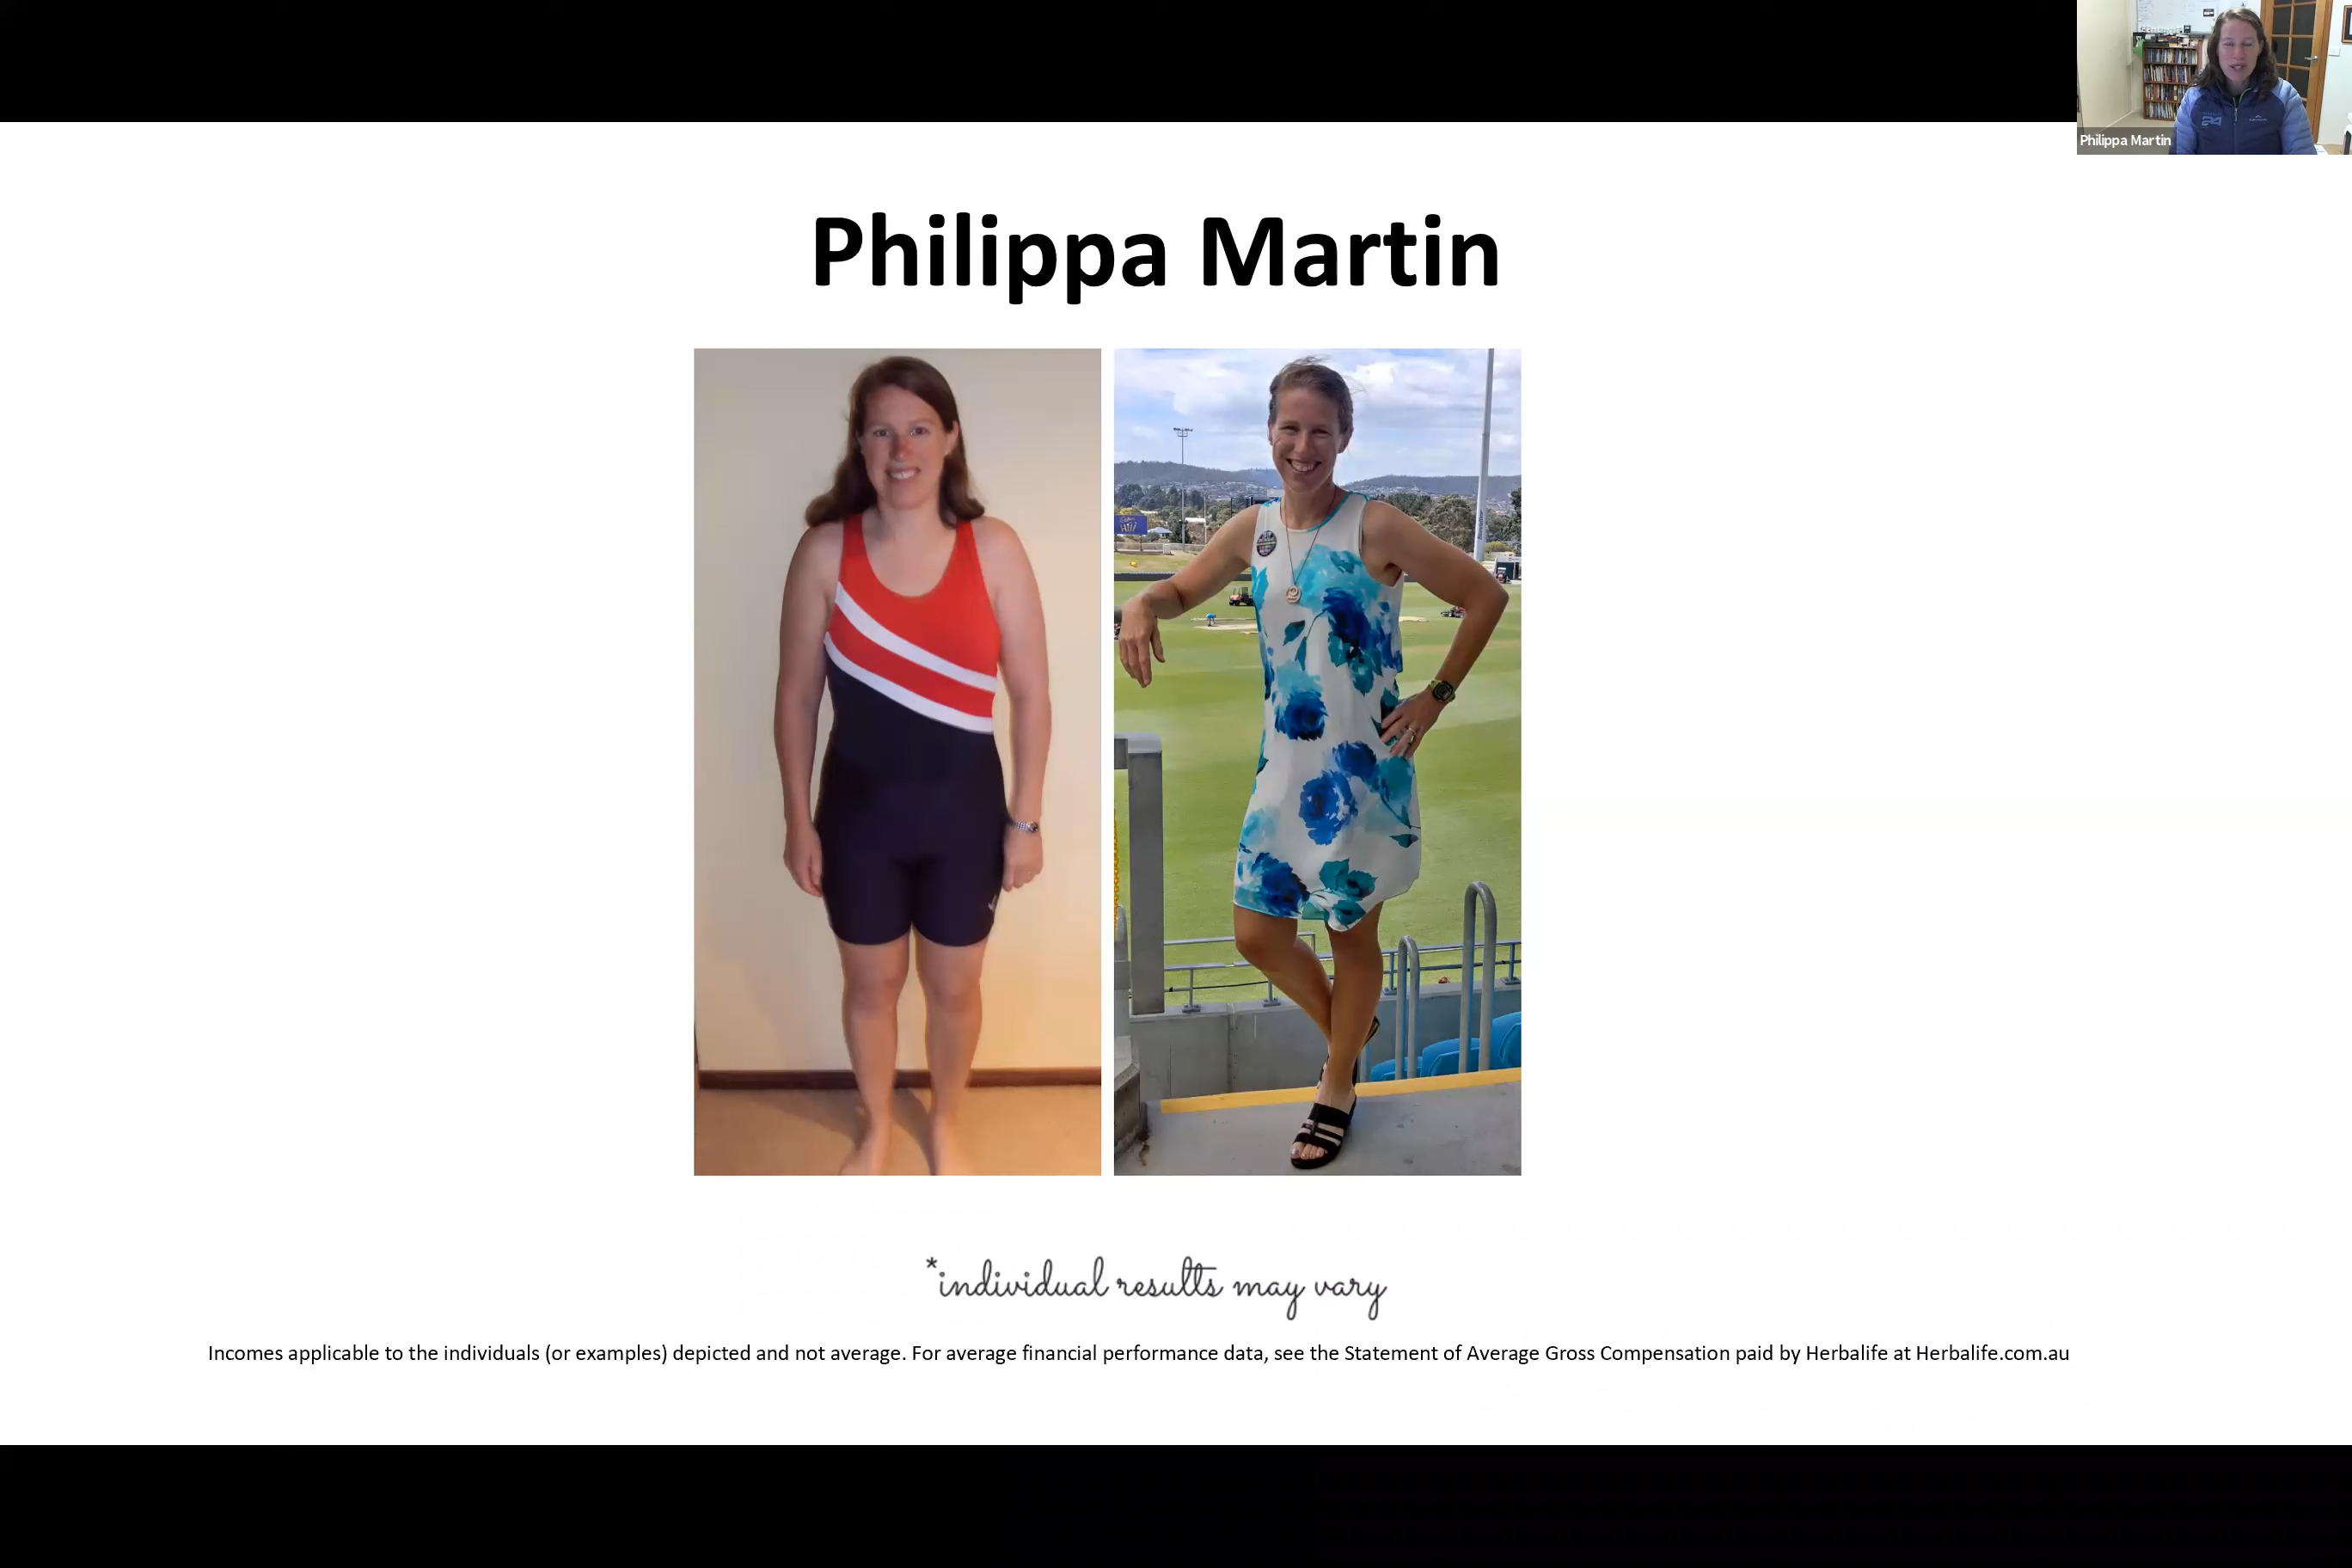 Philippa Martin
Philippa Martin
24
*individual results may vary
Incomes applicable to the individuals (or examples) depicted and not average. For average financial performance data, see the Statement of Average Gross Compensation paid by Herbalife at Herbalife.com.au